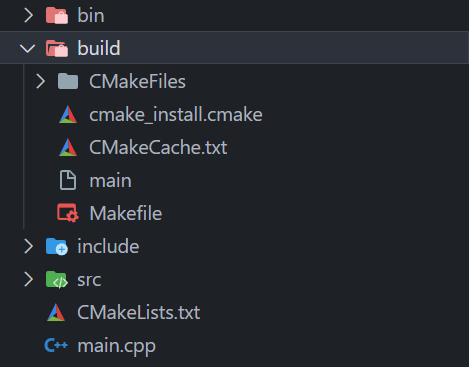 bin
build
CMakeFiles
cmake_install.cmake
CMakeCache.txt
main
Makefile
include
src
CMakeLists.txt
C++ main.cpp